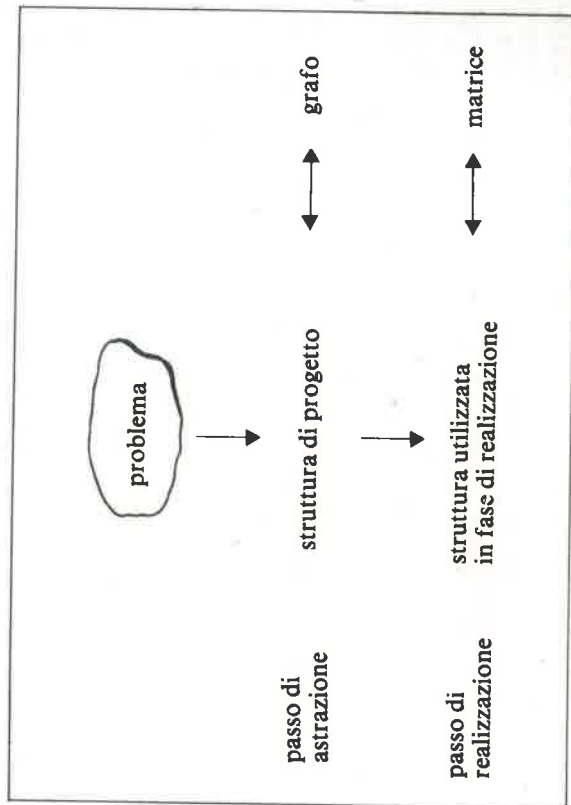 problema
passo di
astrazione
struttura di progetto
grafo
passo di
realizzazione
struttura utilizzata
in fase di realizzazione
matrice